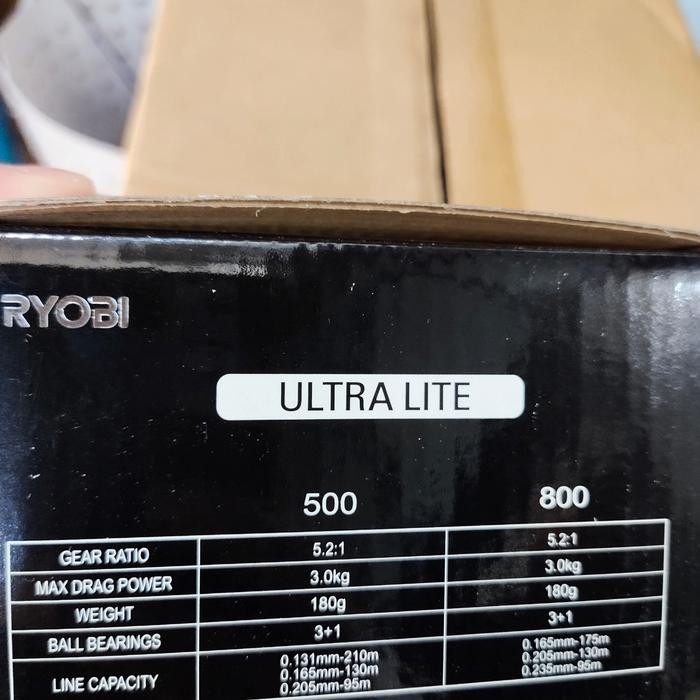 RYOBI
ULTRA LITE
500 800
GEAR RATIO 5.2:1 5.2:1
MAX DRAG POWER 3.0kg 3.0kg
WEIGHT 180g 180g
BALL BEARINGS 3+1 3+1
LINE CAPACITY 0.131mm-210m 0.165mm-175m
0.165mm-130m 0.205mm-130m
0.205mm-95m 0.235mm-95m